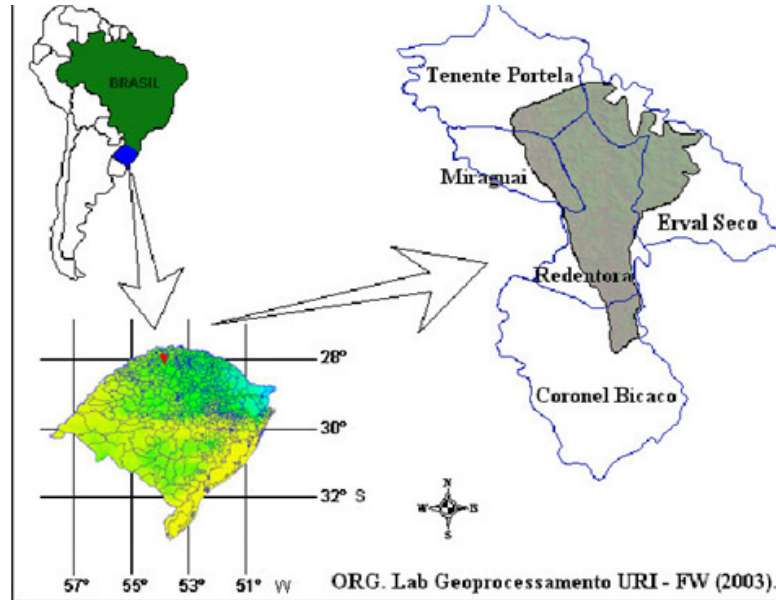 BRASIL
Tenente Portela
Miraguai
Erval Seco
Redentora
Coronel Bicaco
28°
30°
32° S
57° 55° 53° 51° W
N
W E
S
ORG. Lab Geoprocessamento URI - FW (2003).